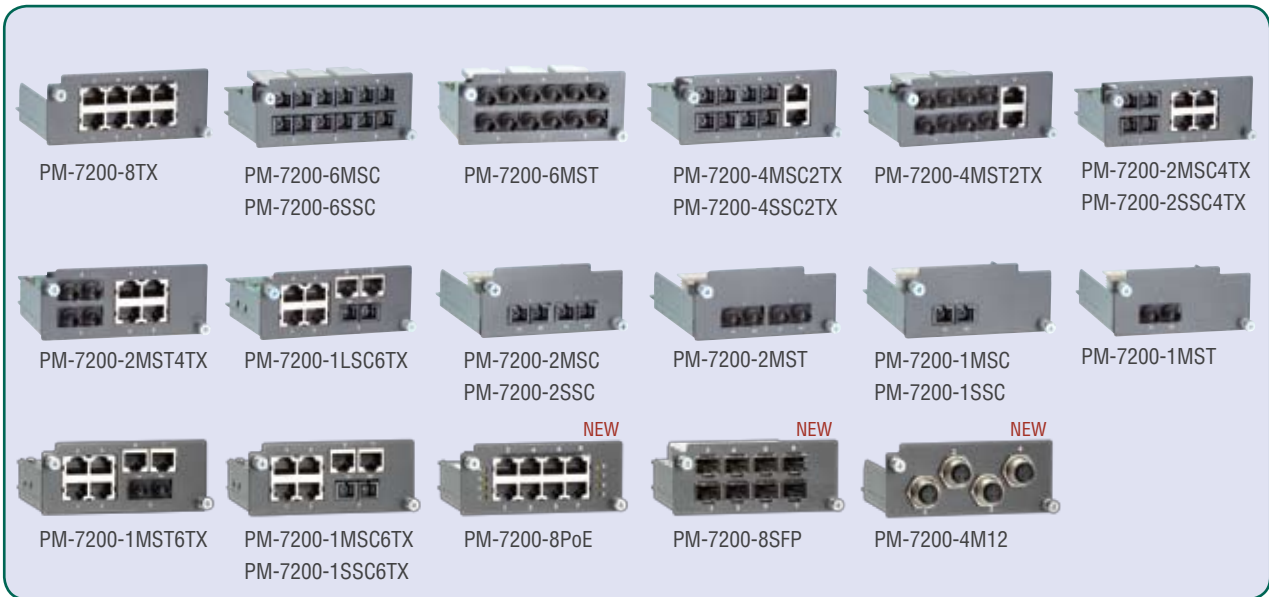 PM-7200-8TX
PM-7200-6MSC
PM-7200-6SSC
PM-7200-6MST
PM-7200-4MSC2TX
PM-7200-4SSC2TX
PM-7200-4MST2TX
PM-7200-2MSC4TX
PM-7200-2SSC4TX
PM-7200-2MST4TX
PM-7200-1LSC6TX
PM-7200-2MSC
PM-7200-2SSC
PM-7200-2MST
PM-7200-1MSC
PM-7200-1SSC
PM-7200-1MST
PM-7200-1MST6TX
PM-7200-1MSC6TX
PM-7200-1SSC6TX
NEW
PM-7200-8PoE
NEW
PM-7200-8SFP
NEW
PM-7200-4M12